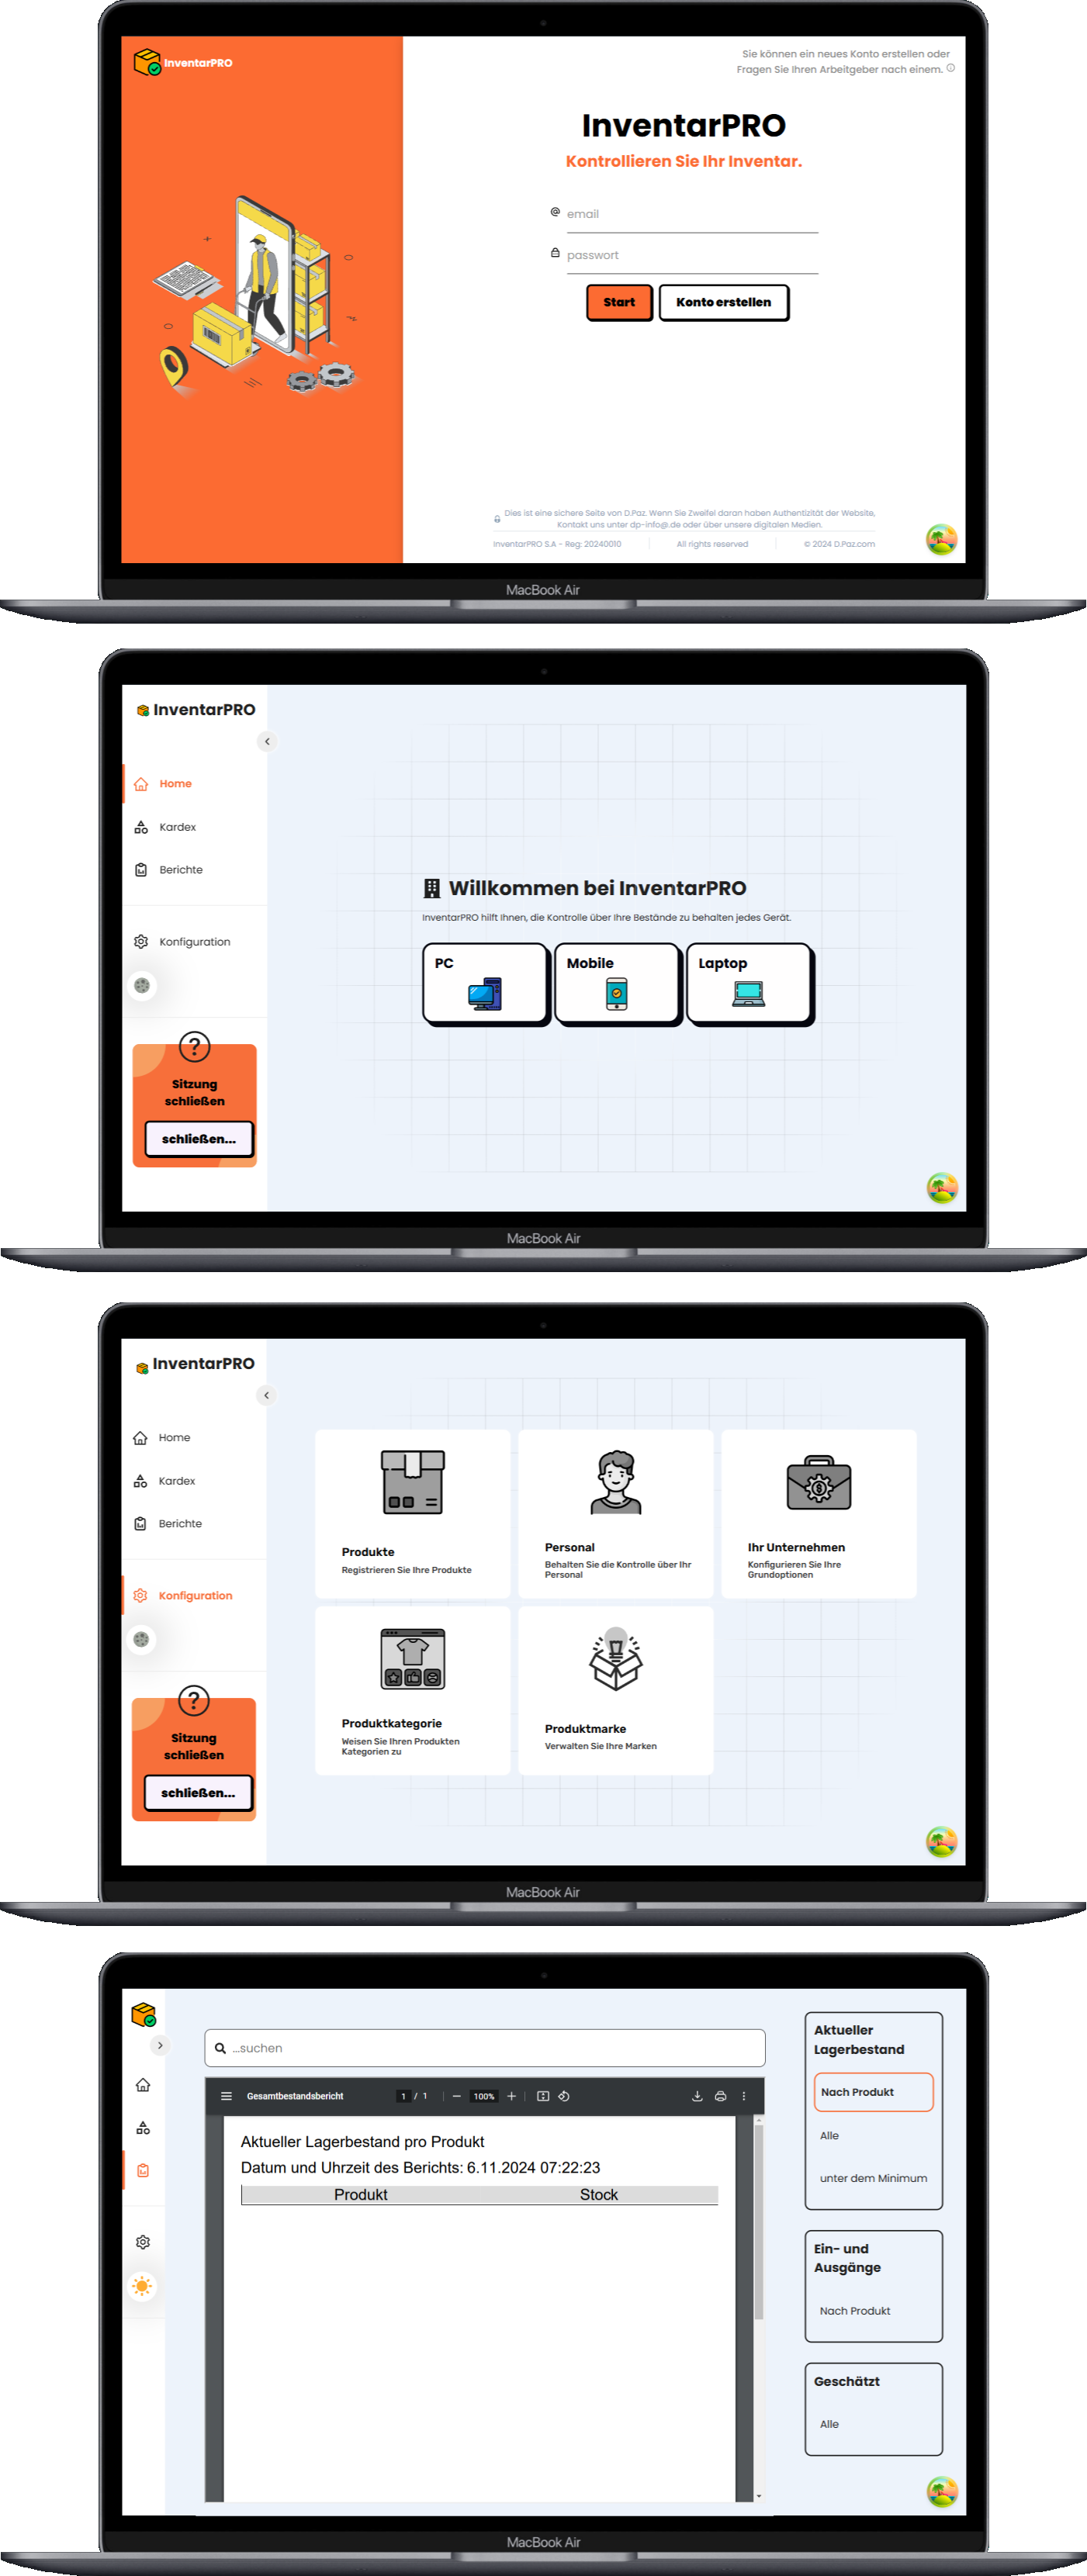 InventarPRO
Sie können ein neues Konto erstellen oder
Fragen Sie Ihren Arbeitgeber nach einem.
InventarPRO
Kontrollieren Sie Ihr Inventar.
email
passwort
Start
Konto erstellen
Dies ist eine sichere Seite von D.Paz. Wenn Sie Zweifel daran haben Authentizität der Website,
Kontakt uns unter dp-info@.de oder über unsere digitalen Medien.
InventarPRO S.A - Reg: 20240010
All rights reserved
© 2024 D.Paz.com
MacBook Air
InventarPRO
Home
Kardex
Berichte
Konfiguration
?
Sitzung
schließen
schließen...
Willkommen bei InventarPRO
InventarPRO hilft Ihnen, die Kontrolle über Ihre Bestände zu behalten jedes Gerät.
PC
Mobile
Laptop
MacBook Air
InventarPRO
Home
Kardex
Berichte
Konfiguration
?
Sitzung
schließen
schließen...
Produkte
Registrieren Sie Ihre Produkte
Personal
Behalten Sie die Kontrolle über Ihr
Personal
Ihr Unternehmen
Konfigurieren Sie Ihre
Grundoptionen
Produktkategorie
Weisen Sie Ihren Produkten
Kategorien zu
Produktmarke
Verwalten Sie Ihre Marken
MacBook Air
...suchen
Gesamtbestandsbericht
1 / 1
100%
Aktueller Lagerbestand pro Produkt
Datum und Uhrzeit des Berichts: 6.11.2024 07:22:23
Produkt
Stock
Aktueller
Lagerbestand
Nach Produkt
Alle
unter dem Minimum
Ein- und
Ausgänge
Nach Produkt
Geschätzt
Alle
MacBook Air